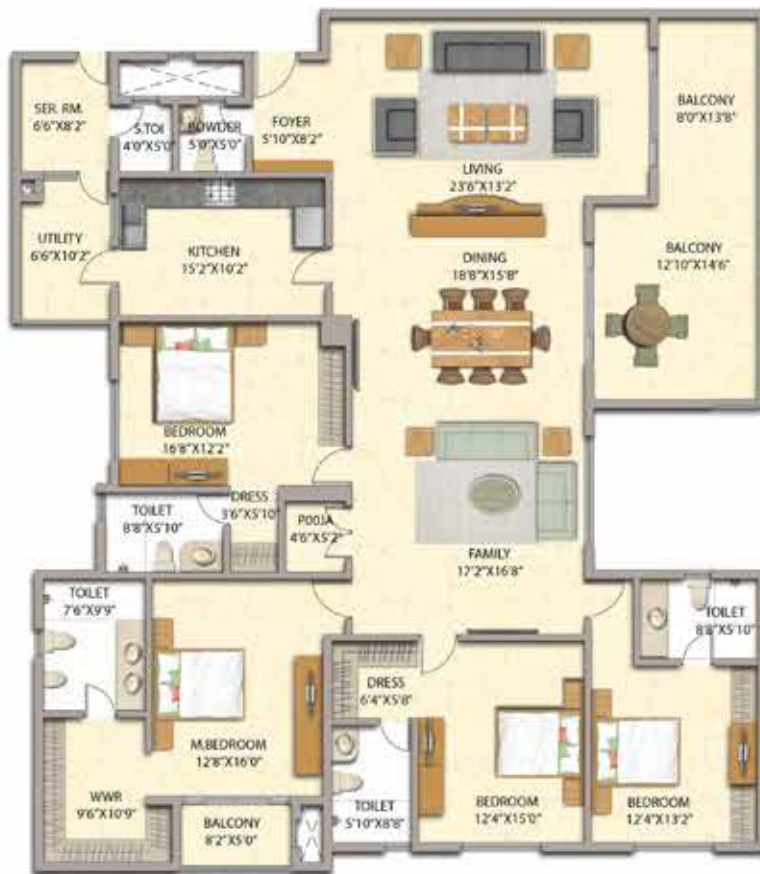 SER. RM.
6'6"X8'2"
S.TOI
4'0X5'0"
POWDER
5'0X5'0"
FOYER
5'10"X8'2"
LIVING
23'6"X13'2"
BALCONY
8'0"X13'8"
UTILITY
6'6"X10'2"
KITCHEN
15'2"X10'2"
DINING
18'8"X15'8"
BALCONY
12'10"X14'6"
BEDROOM
16'8"X12'2"
TOILET
8'8"X5'10"
DRESS
3'6"X5'10"
POOJA
4'6"X5'2"
FAMILY
17'2"X16'8"
TOILET
7'6"X9'9"
TOILET
8'8"X5'10"
DRESS
6'4"X5'8"
M.BEDROOM
12'8"X16'0"
WWR
9'6"X10'9"
BALCONY
8'2"X5'0"
TOILET
5'10"X8'8"
BEDROOM
12'4"X15'0"
BEDROOM
12'4"X13'2"